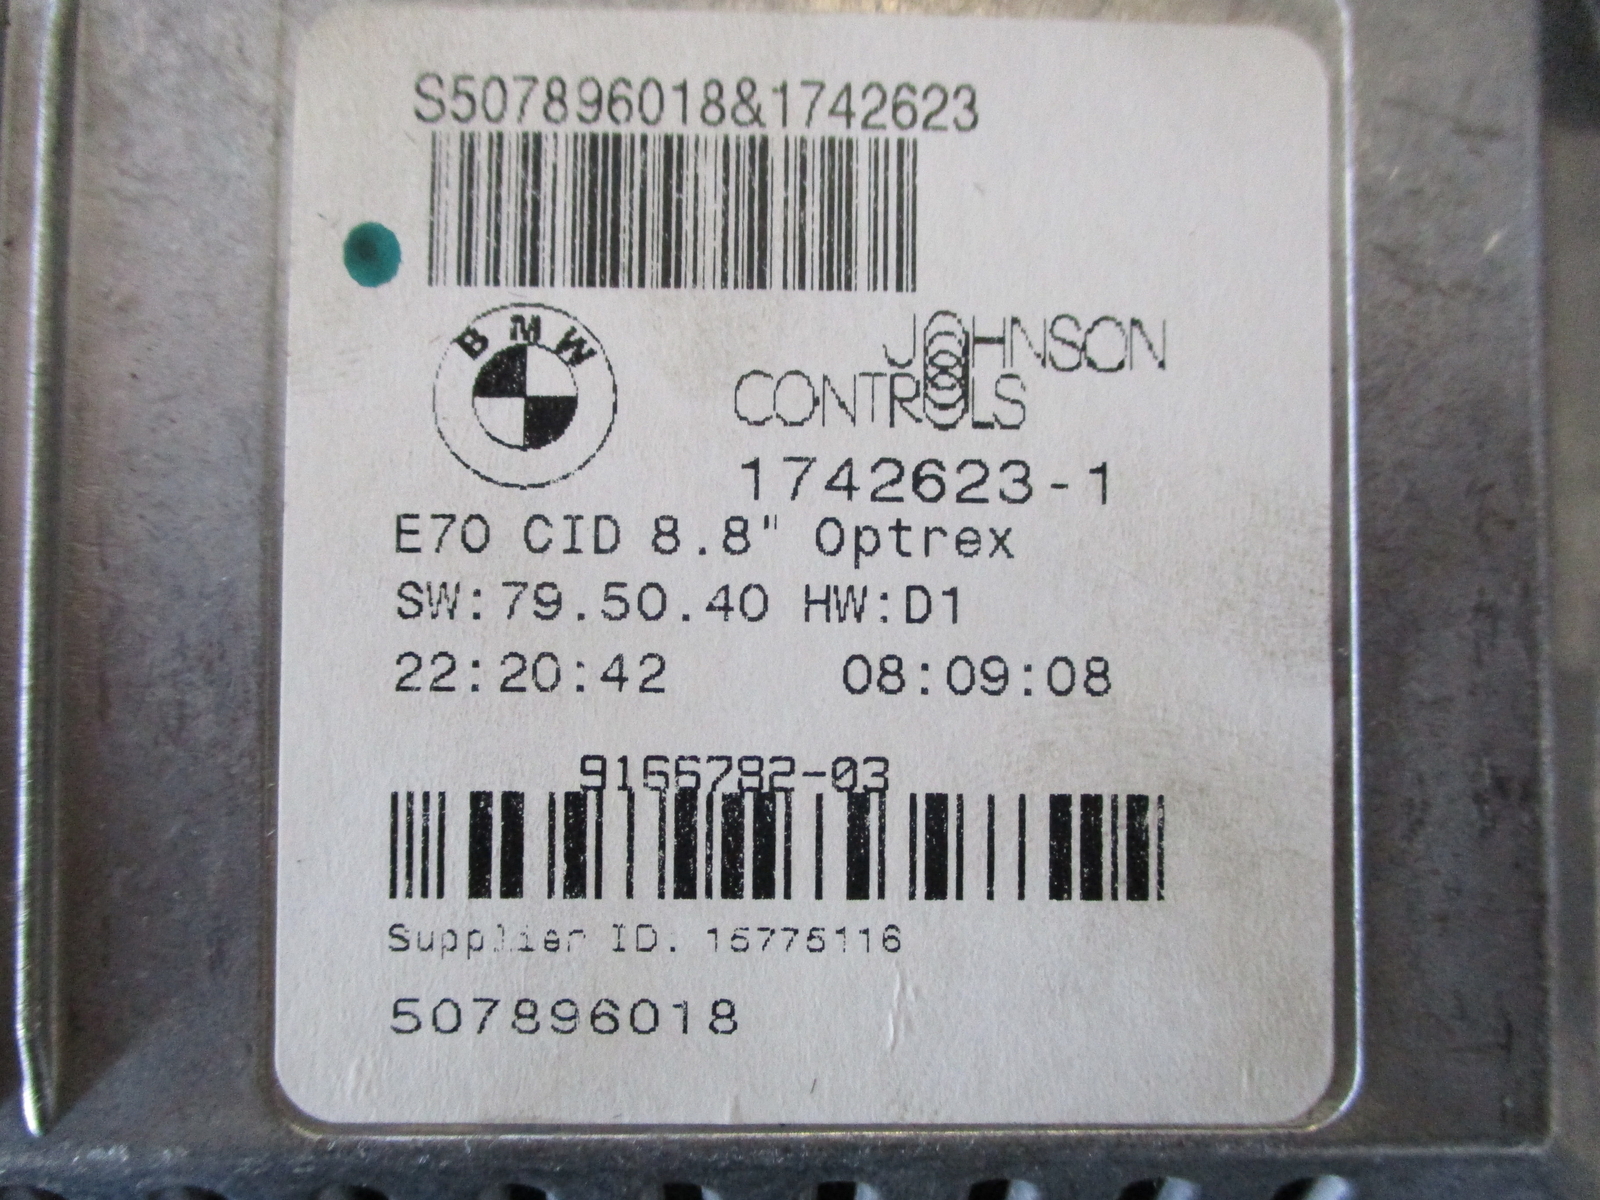 S507896018&1742623
BMW
JOHNSON
CONTROLS
1742623-1
E70 CID 8.8" Optrex
SW:79.50.40 HW:D1
22:20:42 08:09:08
9166782-03
Supplier ID. 15775116
507896018